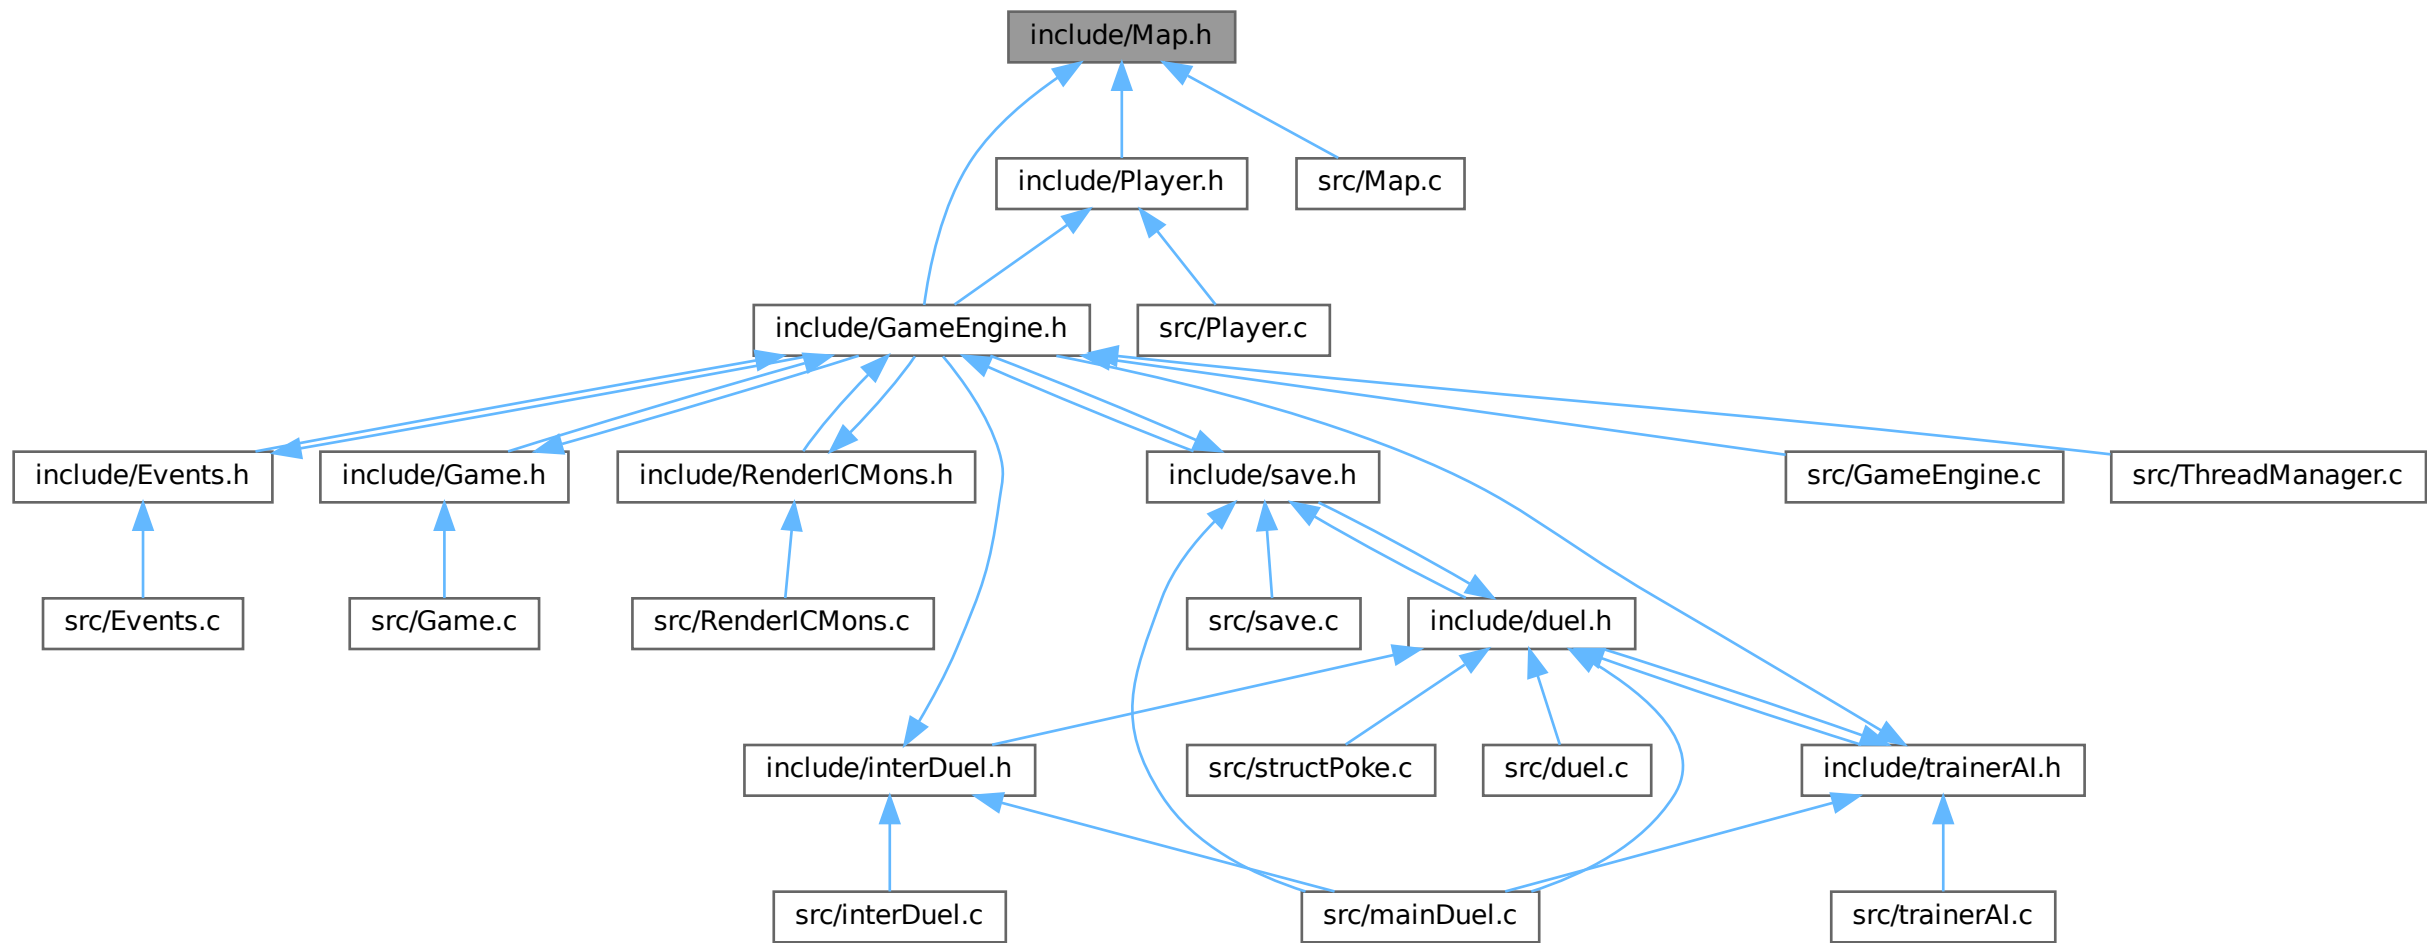 include/Map.h
include/Player.h
src/Map.c
include/GameEngine.h
src/Player.c
include/Events.h
include/Game.h
include/RenderICMons.h
include/save.h
src/GameEngine.c
src/ThreadManager.c
src/Events.c
src/Game.c
src/RenderICMons.c
src/save.c
include/duel.h
include/interDuel.h
src/structPoke.c
src/duel.c
include/trainerAI.h
src/interDuel.c
src/mainDuel.c
src/trainerAI.c